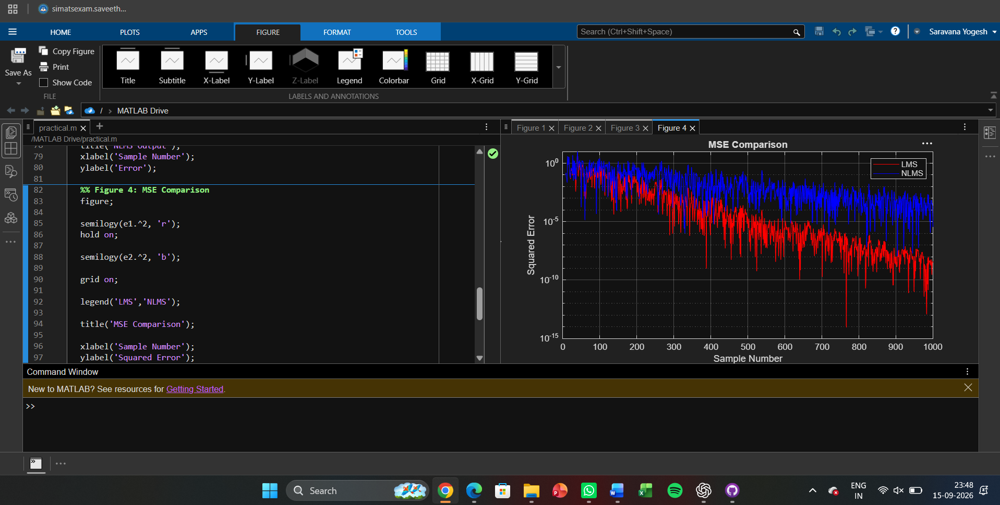 simatsexam.saveeth...
HOME
PLOTS
APPS
FIGURE
FORMAT
TOOLS
Search (Ctrl+Shift+Space)
Saravana Yogesh
Save As
Copy Figure
Print
Show Code
FILE
Title
Subtitle
X-Label
Y-Label
Z-Label
Legend
Colorbar
Grid
X-Grid
Y-Grid
LABELS AND ANNOTATIONS
/ › MATLAB Drive
practical.m
/MATLAB Drive/practical.m
78 title('NLMS Output');
79 xlabel('Sample Number');
80 ylabel('Error');
81
82 %% Figure 4: MSE Comparison
83 figure;
84
85 semilogy(e1.^2, 'r');
86 hold on;
87
88 semilogy(e2.^2, 'b');
89
90 grid on;
91
92 legend('LMS','NLMS');
93
94 title('MSE Comparison');
95
96 xlabel('Sample Number');
97 ylabel('Squared Error');
Figure 1
Figure 2
Figure 3
Figure 4
MSE Comparison
LMS
NLMS
10^0
10^-5
10^-10
10^-15
Squared Error
0 100 200 300 400 500 600 700 800 900 1000
Sample Number
Command Window
New to MATLAB? See resources for Getting Started.
>>
Search
ENG
IN
23:48
15-09-2026